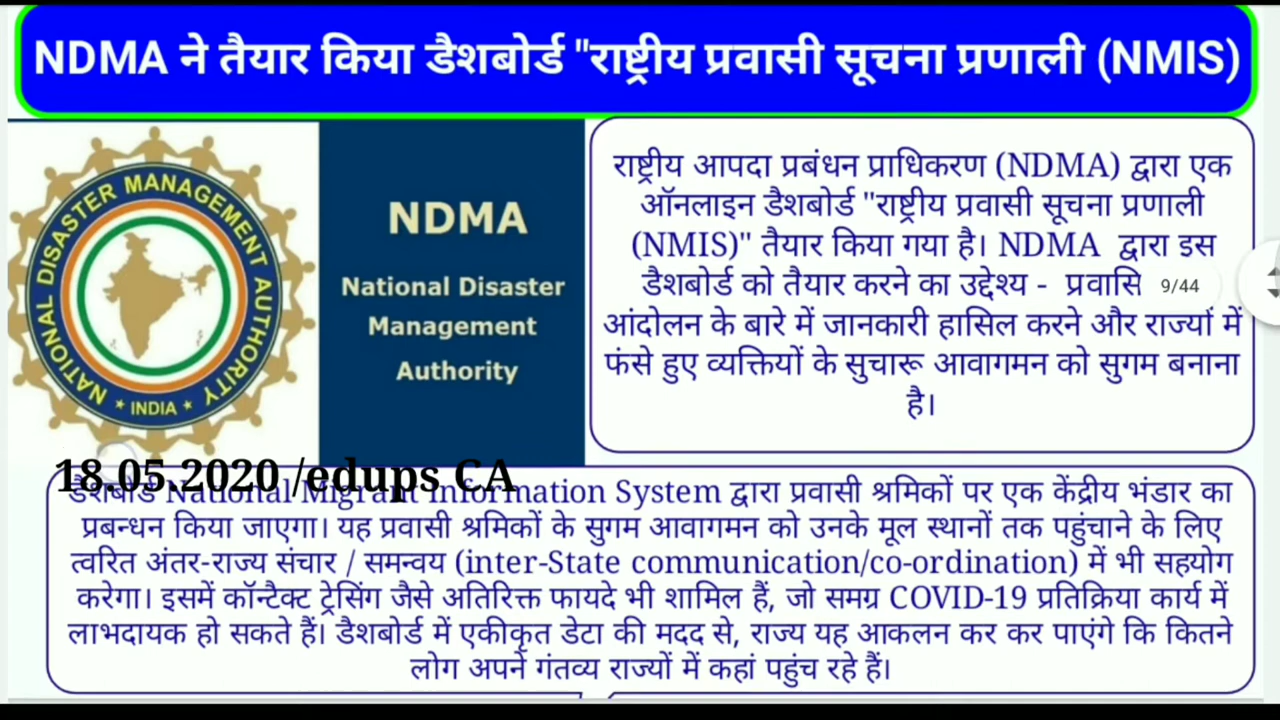 NDMA ने तैयार किया डैशबोर्ड "राष्ट्रीय प्रवासी सूचना प्रणाली (NMIS)
NATIONAL DISASTER MANAGEMENT AUTHORITY
★ INDIA ★
NDMA
National Disaster
Management
Authority
राष्ट्रीय आपदा प्रबंधन प्राधिकरण (NDMA) द्वारा एक
ऑनलाइन डैशबोर्ड "राष्ट्रीय प्रवासी सूचना प्रणाली
(NMIS)" तैयार किया गया है। NDMA द्वारा इस
डैशबोर्ड को तैयार करने का उद्देश्य - प्रवासि
9/44
आंदोलन के बारे में जानकारी हासिल करने और राज्यों में
फंसे हुए व्यक्तियों के सुचारू आवागमन को सुगम बनाना
है।
18.05.2020 /edups CA
डैशबोर्ड National Migrant Information System द्वारा प्रवासी श्रमिकों पर एक केंद्रीय भंडार का
प्रबन्धन किया जाएगा। यह प्रवासी श्रमिकों के सुगम आवागमन को उनके मूल स्थानों तक पहुंचाने के लिए
त्वरित अंतर-राज्य संचार / समन्वय (inter-State communication/co-ordination) में भी सहयोग
करेगा। इसमें कॉन्टैक्ट ट्रेसिंग जैसे अतिरिक्त फायदे भी शामिल हैं, जो समग्र COVID-19 प्रतिक्रिया कार्य में
लाभदायक हो सकते हैं। डैशबोर्ड में एकीकृत डेटा की मदद से, राज्य यह आकलन कर कर पाएंगे कि कितने
लोग अपने गंतव्य राज्यों में कहां पहुंच रहे हैं।